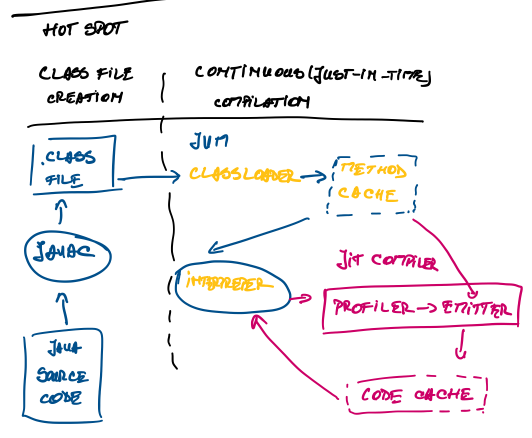 HOT SPOT
CLASS FILE
CREATION
CONTINUOUS (JUST-IN-TIME)
COMPILATION
JVM
.CLASS
FILE
CLASSLOADER
METHOD
CACHE
JAVAC
INTERPRETER
JIT COMPILER
PROFILER → EMITTER
JAVA
SOURCE
CODE
CODE CACHE